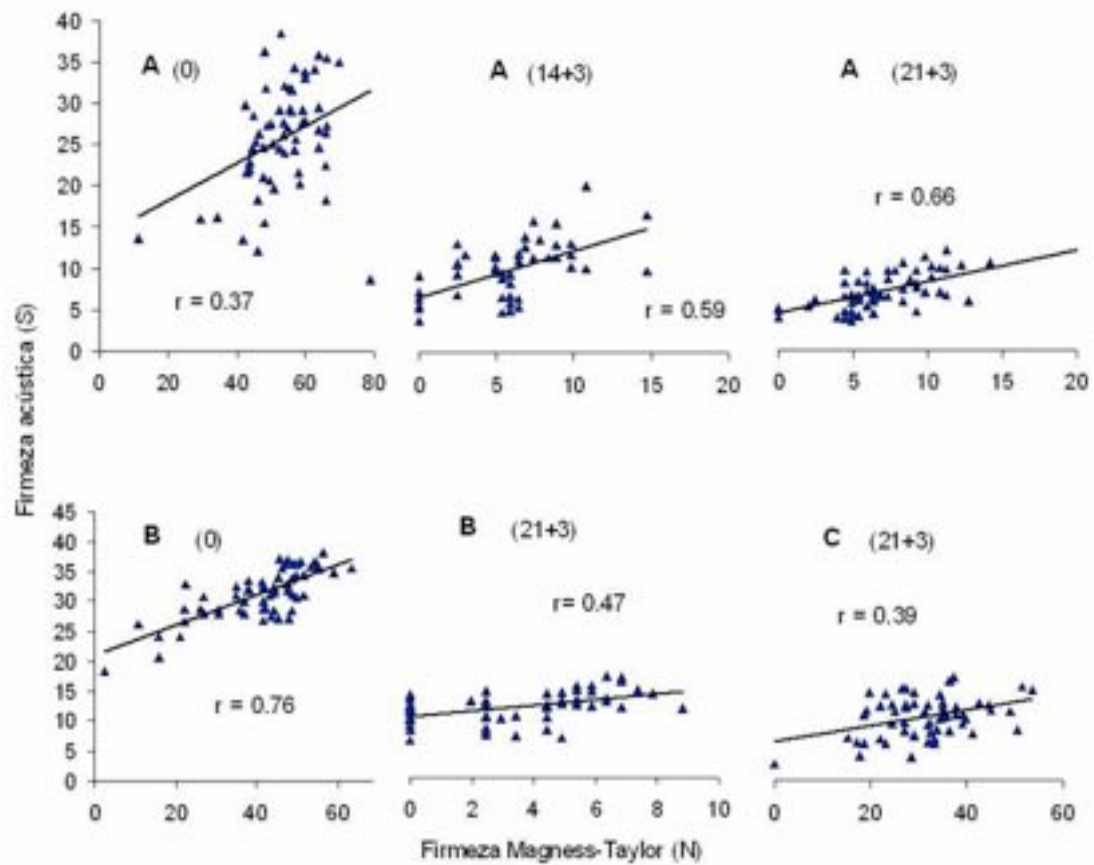 Firmeza acústica (S)
40
35
30
25
20
15
10
5
0
A (0)
r = 0.37
0 20 40 60 80
A (14+3)
r = 0.59
0 5 10 15 20
A (21+3)
r = 0.66
0 5 10 15 20
45
40
35
30
25
20
15
10
5
0
B (0)
r = 0.76
0 20 40 60
B (21+3)
r= 0.47
0 2 4 6 8 10
C (21+3)
r = 0.39
0 20 40 60
Firmeza Magness-Taylor (N)